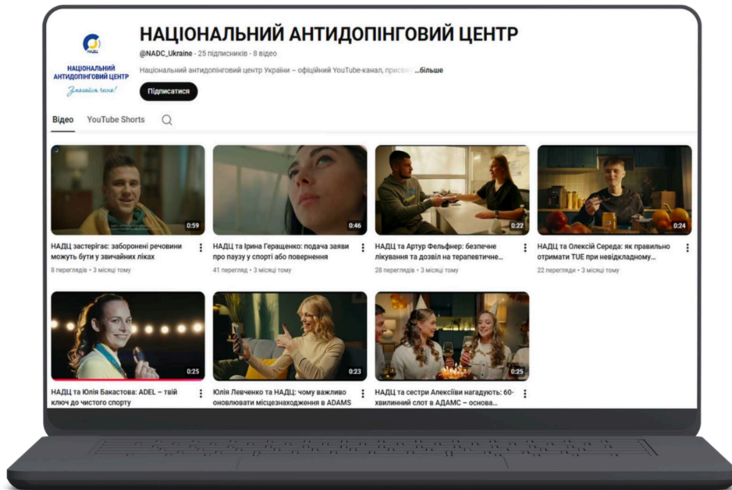 НАЦІОНАЛЬНИЙ АНТИДОПІНГОВИЙ ЦЕНТР
@NADC_Ukraine - 25 підписників - 8 відео
Національний антидопінговий центр України – офіційний YouTube-канал, ...більше
Підписатися
НАЦІОНАЛЬНИЙ
АНТИДОПІНГОВИЙ ЦЕНТР
Відео YouTube Shorts
0:59
0:46
0:22
0:24
НАДЦ застерігає: заборонені речовини
можуть бути у звичайних ліках
8 переглядів • 3 місяці тому
НАДЦ та Ірина Геращенко: подача заяви
про паузу у спорті або повернення
41 перегляд • 3 місяці тому
НАДЦ та Артур Фельфнер: безпечне
лікування та дозвіл на терапевтичне...
28 переглядів • 3 місяці тому
НАДЦ та Олексій Середа: як правильно
отримати TUE при невідкладному...
22 перегляди • 3 місяці тому
0:25
0:23
0:25
НАДЦ та Юлія Бакастова: ADEL – твій
ключ до чистого спорту
Юлія Левченко та НАДЦ: чому важливо
оновлювати місцезнаходження в ADAMS
НАДЦ та сестри Алексіїви нагадують: 60-
хвилинний слот в АДАМС – основа...